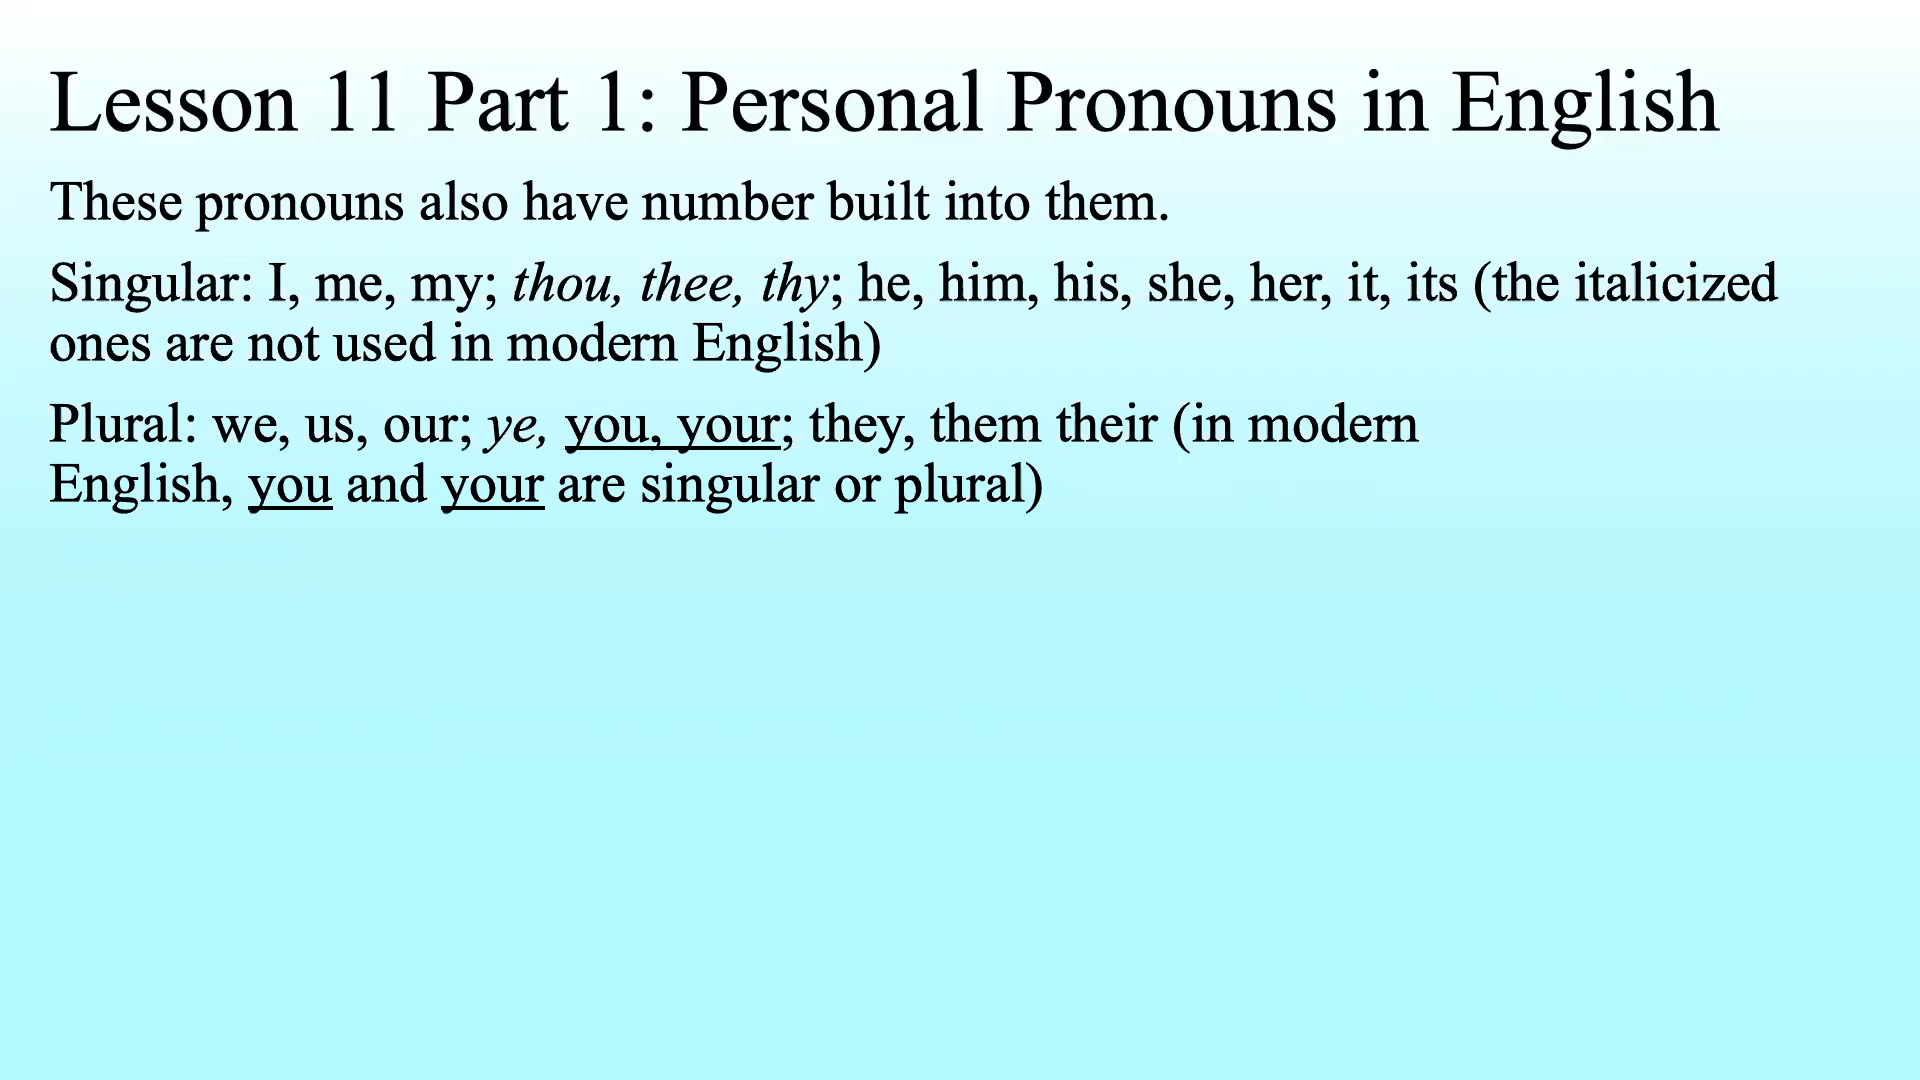 Lesson 11 Part 1: Personal Pronouns in English
These pronouns also have number built into them.
Singular: I, me, my; thou, thee, thy; he, him, his, she, her, it, its (the italicized
ones are not used in modern English)
Plural: we, us, our; ye, you, your; they, them their (in modern
English, you and your are singular or plural)